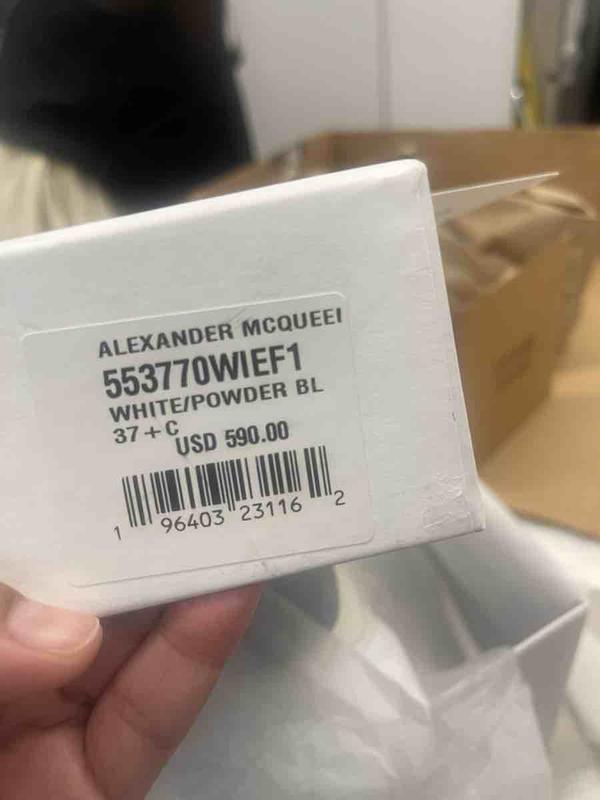 ALEXANDER MCQUEEI
553770WIEF1
WHITE/POWDER BL
37+C
USD 590.00
1 96403 23116 2